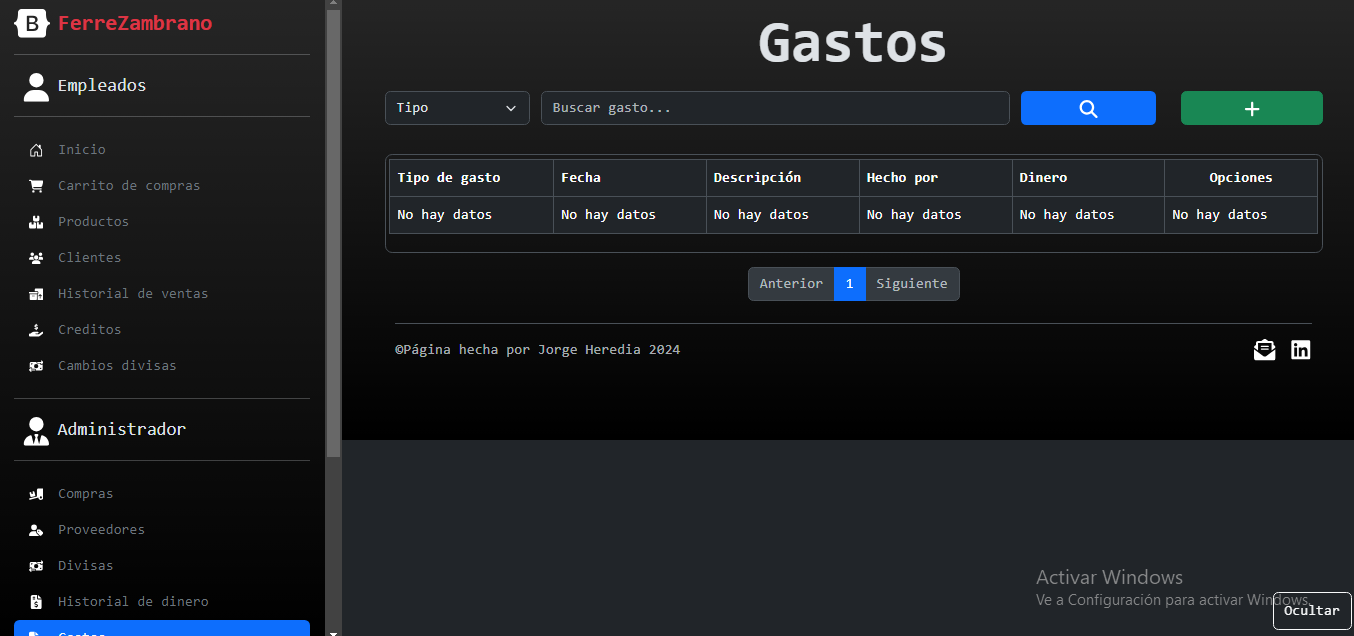 B FerreZambrano
Empleados
Inicio
Carrito de compras
Productos
Clientes
Historial de ventas
Creditos
Cambios divisas
Administrador
Compras
Proveedores
Divisas
Historial de dinero
Gastos
Gastos
Tipo Buscar gasto... +
Tipo de gasto Fecha Descripción Hecho por Dinero Opciones
No hay datos No hay datos No hay datos No hay datos No hay datos No hay datos
Anterior 1 Siguiente
©Página hecha por Jorge Heredia 2024 in
Activar Windows
Ve a Configuración para activar Windows.
Ocultar